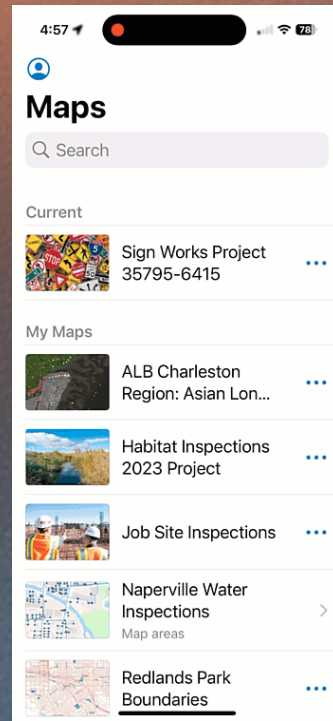 4:57
78
Maps
Search
Current
Sign Works Project
35795-6415
My Maps
ALB Charleston
Region: Asian Lon...
Habitat Inspections
2023 Project
Job Site Inspections
Naperville Water
Inspections
Map areas
Redlands Park
Boundaries